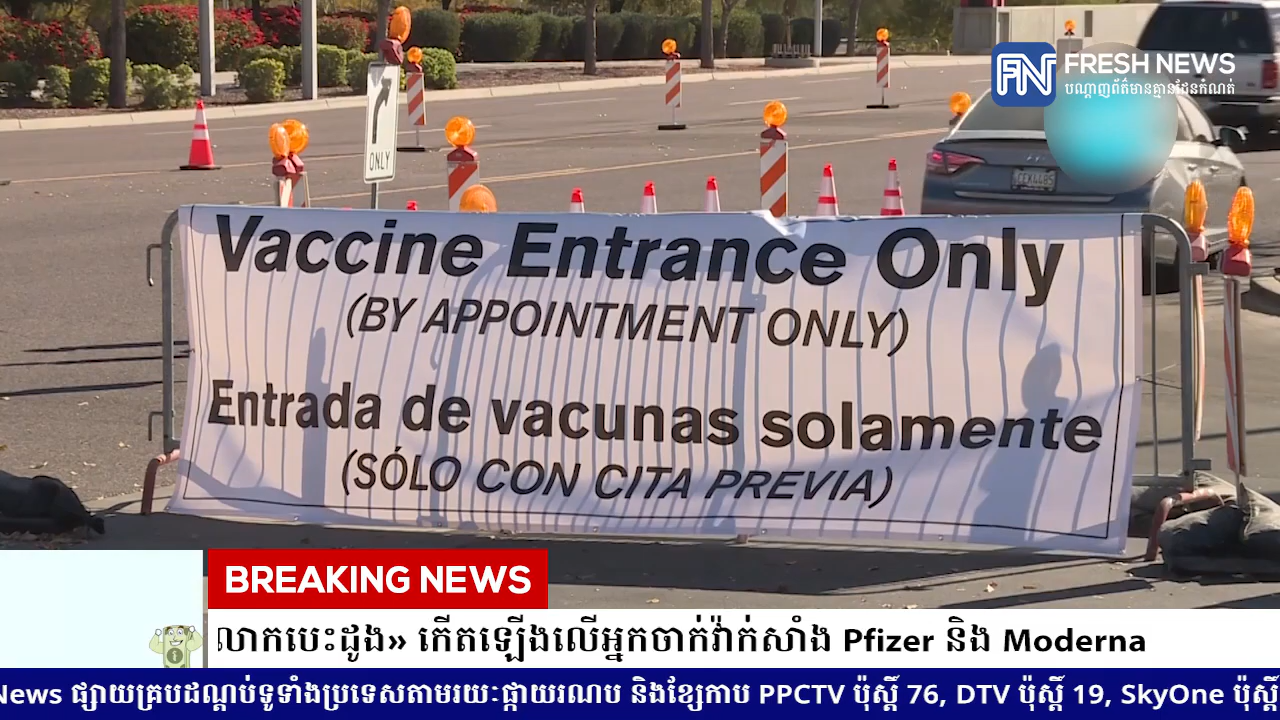 FN FRESH NEWS
បណ្ដាញព័ត៌មានគ្មានដែនកំណត់
ONLY
Vaccine Entrance Only
(BY APPOINTMENT ONLY)
Entrada de vacunas solamente
(SÓLO CON CITA PREVIA)
BREAKING NEWS
លោកបេះដូង» កើតឡើងលើអ្នកចាក់វ៉ាក់សាំង Pfizer និង Moderna
News ផ្សាយគ្របដណ្តប់ទូទាំងប្រទេសតាមរយៈផ្កាយរណប និងខ្សែកាប PPCTV ប៉ុស្តិ៍ 76, DTV ប៉ុស្តិ៍ 19, SkyOne ប៉ុស្តិ៍